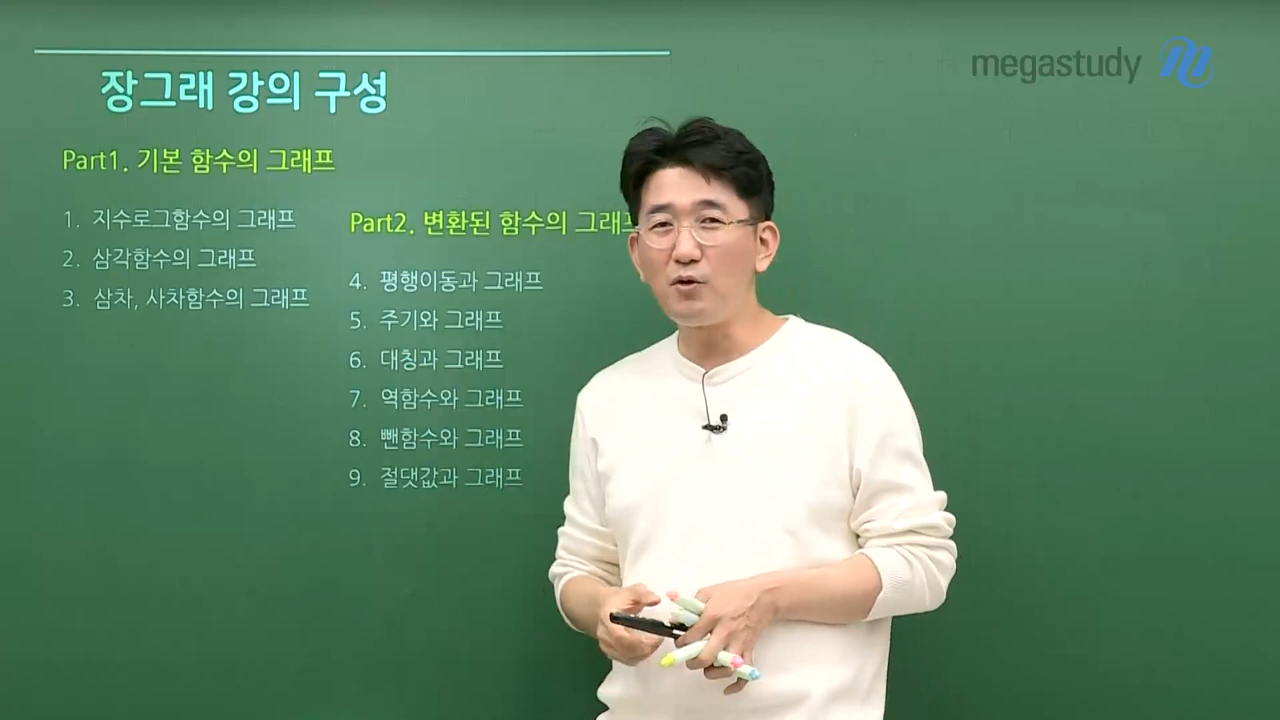 megastudy
장그래 강의 구성
Part1. 기본 함수의 그래프
1. 지수로그함수의 그래프
2. 삼각함수의 그래프
3. 삼차, 사차함수의 그래프
Part2. 변환된 함수의 그래프
4. 평행이동과 그래프
5. 주기와 그래프
6. 대칭과 그래프
7. 역함수와 그래프
8. 뺀함수와 그래프
9. 절댓값과 그래프